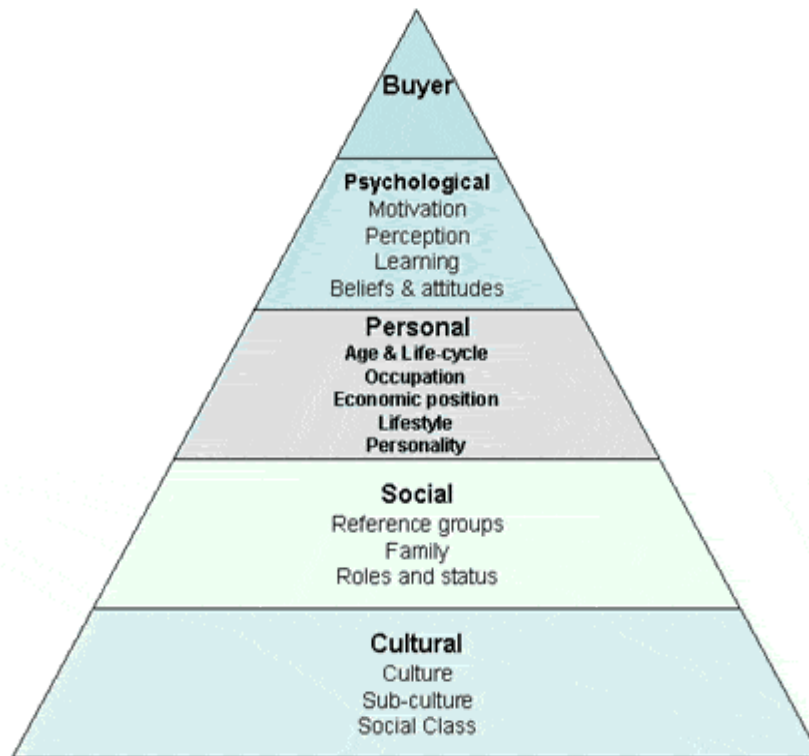 Buyer
Psychological
Motivation
Perception
Learning
Beliefs & attitudes
Personal
Age & Life-cycle
Occupation
Economic position
Lifestyle
Personality
Social
Reference groups
Family
Roles and status
Cultural
Culture
Sub-culture
Social Class